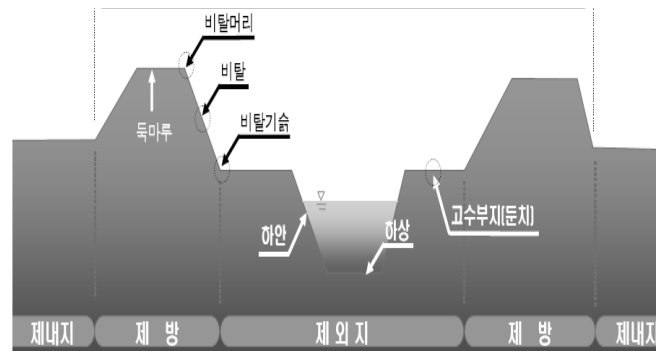 비탈머리
비탈
둑마루
비탈기슭
고수부지(둔치)
하안
하상
제내지
제 방
제 외 지
제 방
제내지